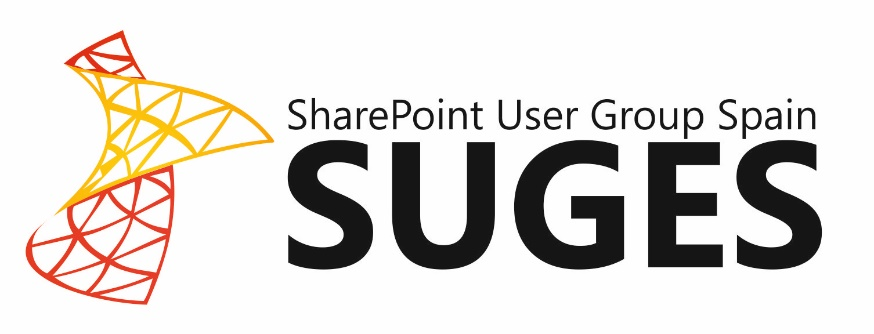 SharePoint User Group Spain
SUGES